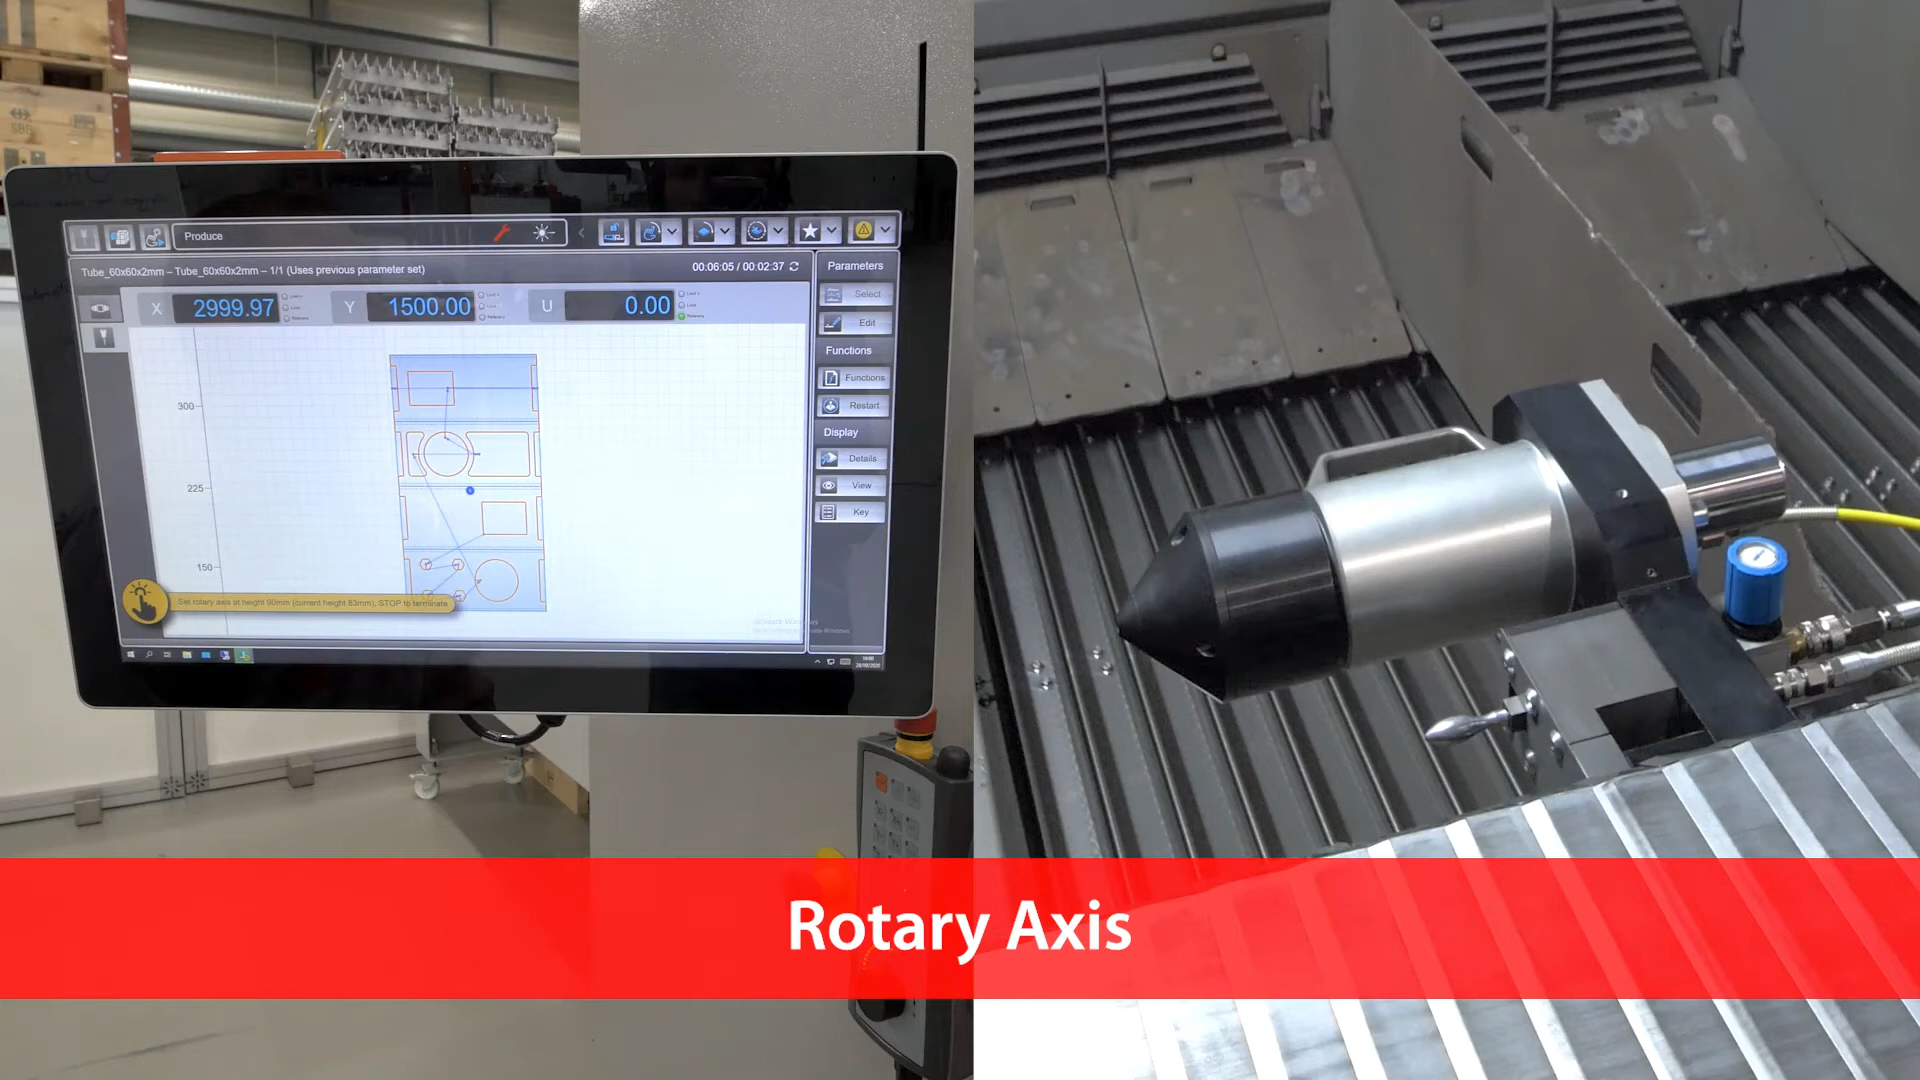 SBB
Produce
Tube_60x60x2mm – Tube_60x60x2mm – 1/1 (Uses previous parameter set)
00:06:05 / 00:02:37
Parameters
X 2999.97
Y 1500.00
U 0.00
Select
Edit
Functions
Functions
Restart
Display
Details
View
Key
300
225
150
Set rotary axis at height 90mm (current height 83mm), STOP to terminate
Rotary Axis